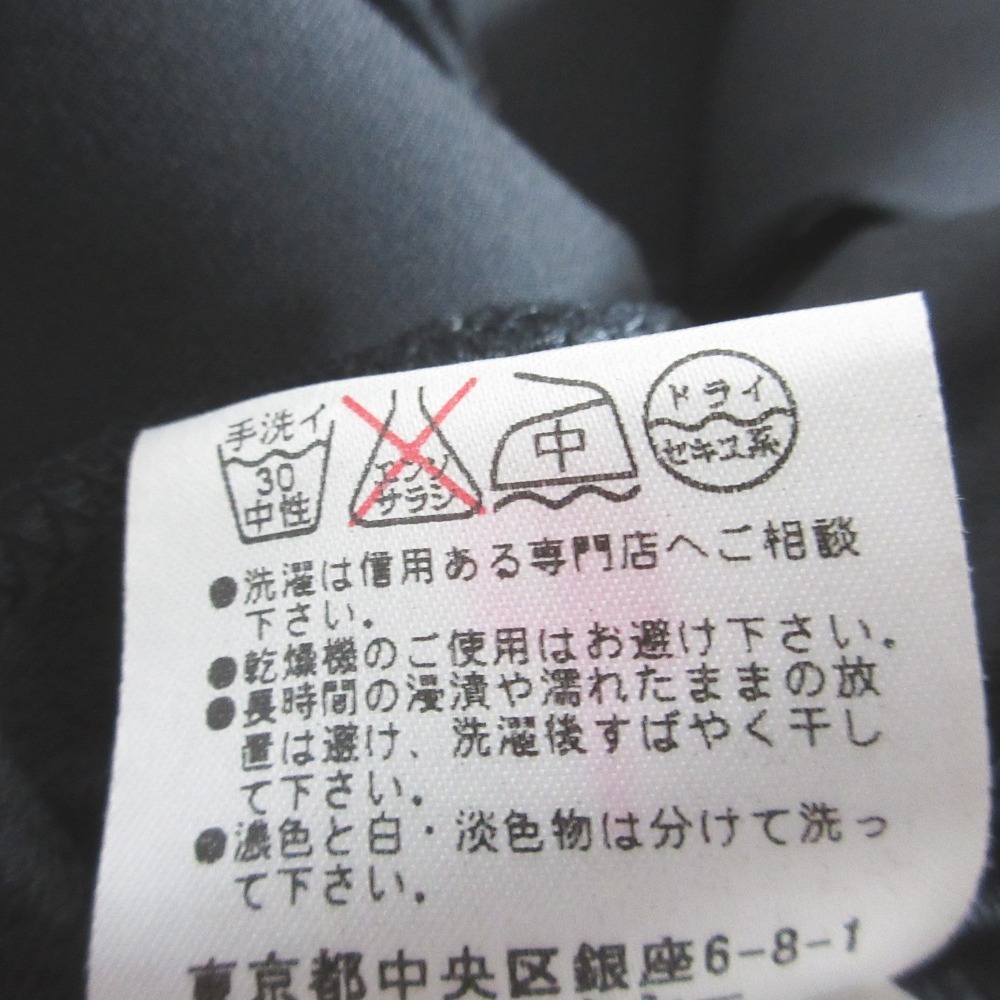 手洗イ
30
中性
エンソ
サラシ
中
ドライ
セキユ系
●洗濯は信用ある専門店へご相談
下さい。
●乾燥機のご使用はお避け下さい。
●長時間の浸漬や濡れたままの放
置は避け、洗濯後すばやく干し
て下さい。
●濃色と白・淡色物は分けて洗っ
て下さい。
東京都中央区銀座6-8-1